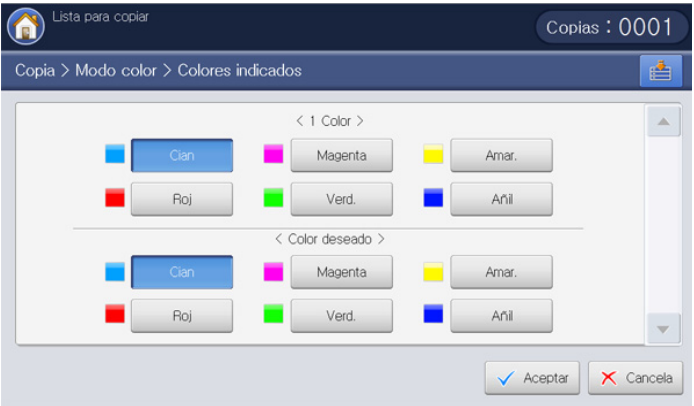 Lista para copiar
Copias : 0001
Copia > Modo color > Colores indicados
< 1 Color >
Cian Magenta Amar.
Roj Verd. Añil
< Color deseado >
Cian Magenta Amar.
Roj Verd. Añil
Aceptar Cancela